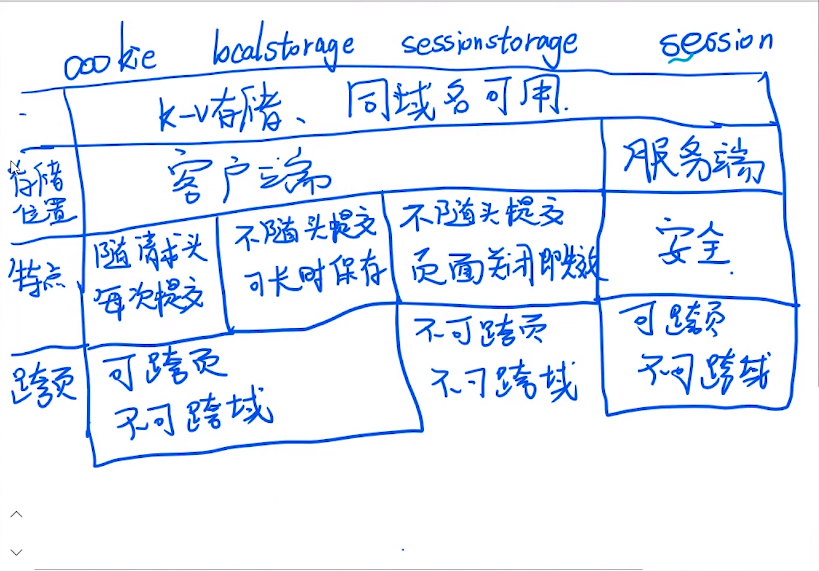 cookie localstorage sessionstorage session
k-v存储、同域名可用.
存储位置 客户端 服务端
特点 随请求头每次提交 不随头提交可长时保存 不随头提交页面关闭即失效 安全.
跨页 可跨页不可跨域 不可跨页不可跨域 可跨页不可跨域